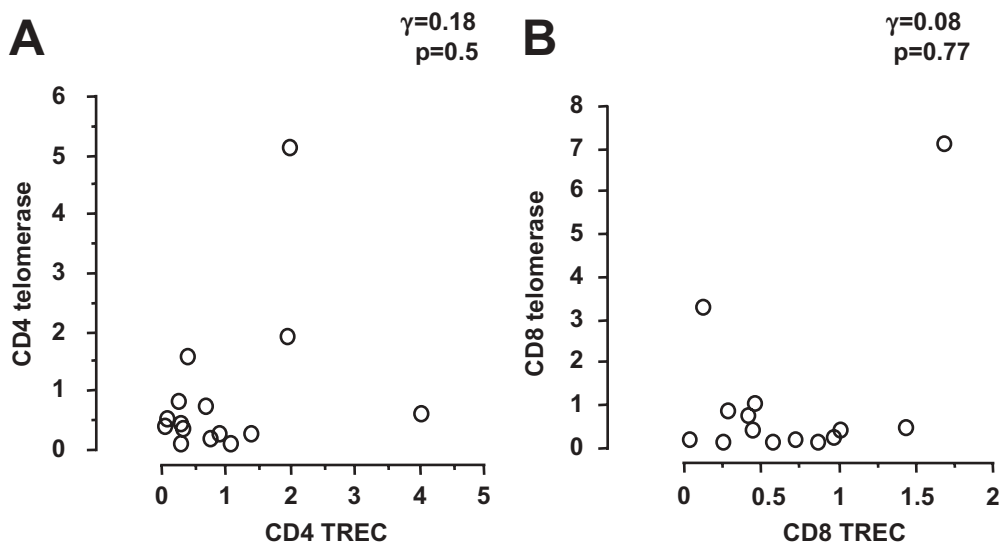 A
γ=0.18
p=0.5
CD4 telomerase
6
5
4
3
2
1
0
0 1 2 3 4 5
CD4 TREC
B
γ=0.08
p=0.77
CD8 telomerase
8
7
6
5
4
3
2
1
0
0 0.5 1 1.5 2
CD8 TREC